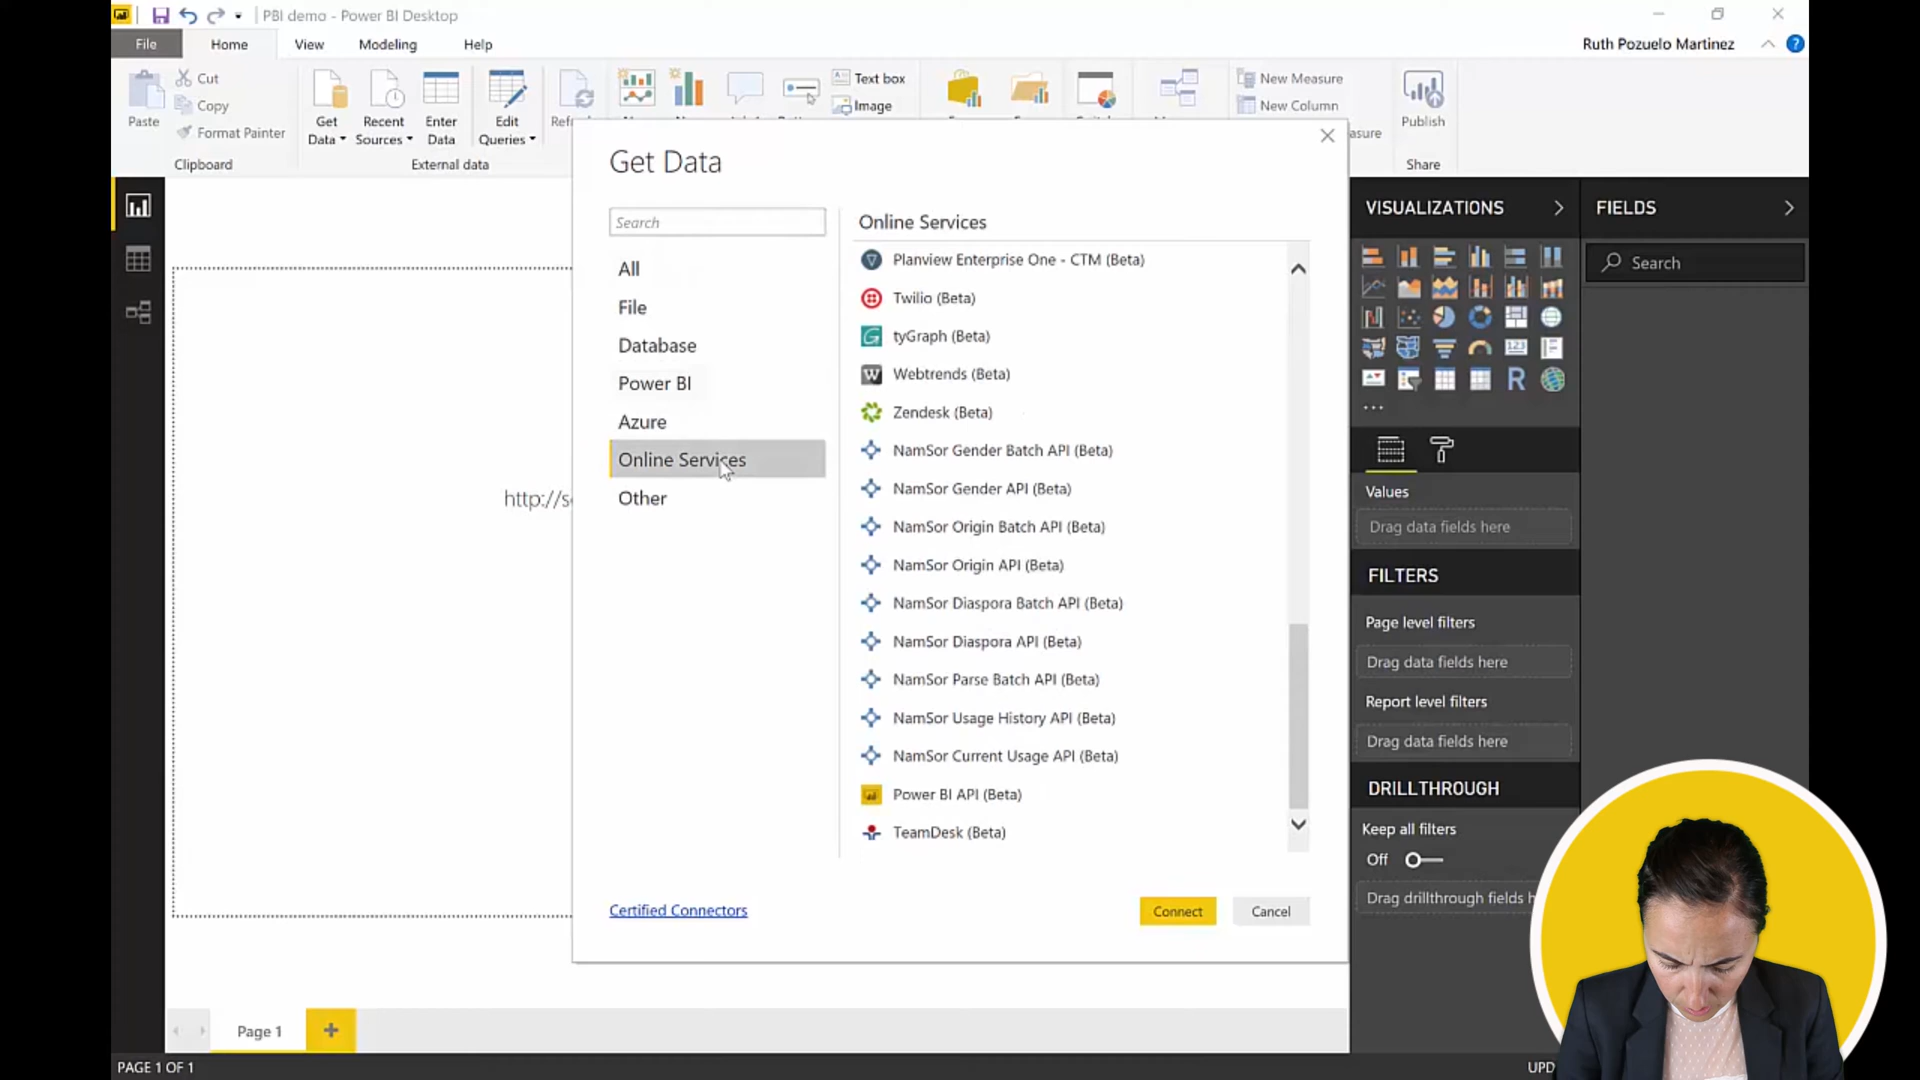 PBI demo - Power BI Desktop
File Home View Modeling Help Ruth Pozuelo Martinez
Paste
Cut
Copy
Format Painter
Clipboard
Get Data
Recent Sources
Enter Data
Edit Queries
External data
Text box
Image
New Measure
New Column
Publish
Share
Get Data
Search
All
File
Database
Power BI
Azure
Online Services
Other
Online Services
Planview Enterprise One - CTM (Beta)
Twilio (Beta)
tyGraph (Beta)
Webtrends (Beta)
Zendesk (Beta)
NamSor Gender Batch API (Beta)
NamSor Gender API (Beta)
NamSor Origin Batch API (Beta)
NamSor Origin API (Beta)
NamSor Diaspora Batch API (Beta)
NamSor Diaspora API (Beta)
NamSor Parse Batch API (Beta)
NamSor Usage History API (Beta)
NamSor Current Usage API (Beta)
Power BI API (Beta)
TeamDesk (Beta)
Certified Connectors
Connect
Cancel
VISUALIZATIONS
FIELDS
Search
Values
Drag data fields here
FILTERS
Page level filters
Drag data fields here
Report level filters
Drag data fields here
DRILLTHROUGH
Keep all filters
Off
Drag drillthrough fields
Page 1
PAGE 1 OF 1